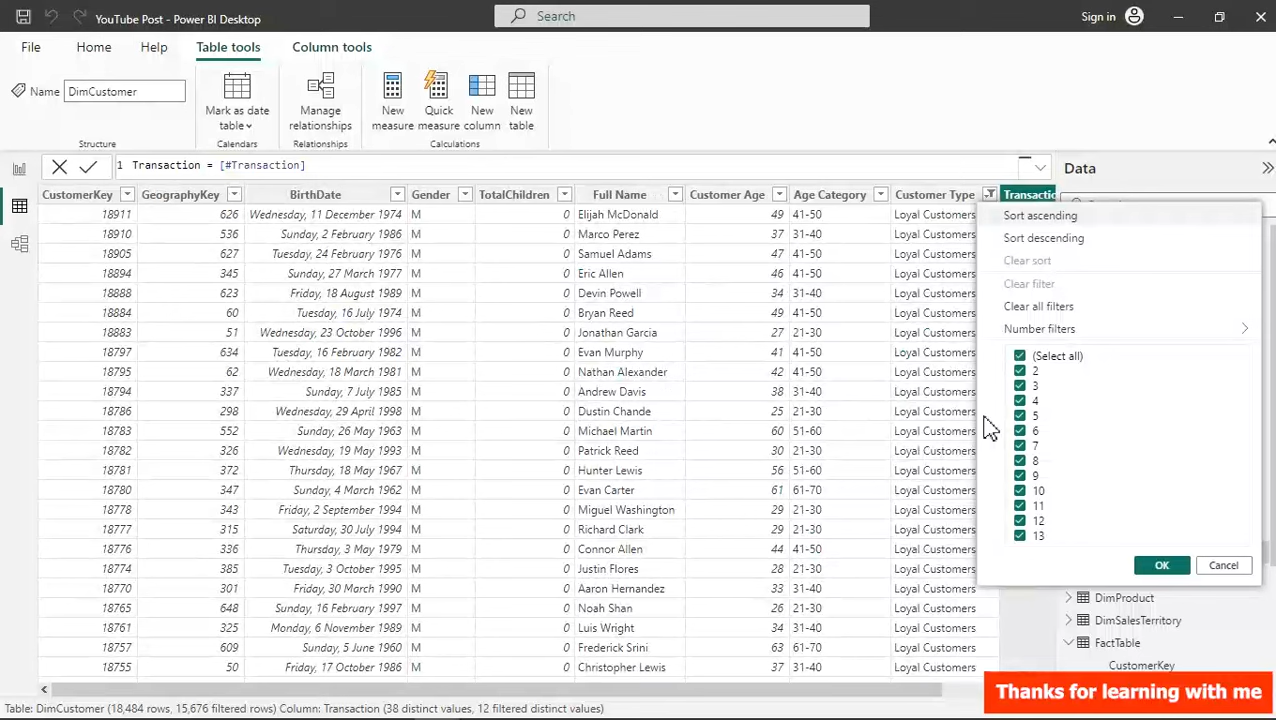 YouTube Post - Power BI Desktop
Search
Sign in
File Home Help Table tools Column tools
Name DimCustomer
Mark as date table
Manage relationships
New measure
Quick measure
New column
New table
Structure Calendars Relationships Calculations
1 Transaction = [#Transaction]
Data
CustomerKey GeographyKey BirthDate Gender TotalChildren Full Name Customer Age Age Category Customer Type Transactio
18911 626 Wednesday, 11 December 1974 M 0 Elijah McDonald 49 41-50 Loyal Customers
18910 536 Sunday, 2 February 1986 M 0 Marco Perez 37 31-40 Loyal Customers
18905 627 Tuesday, 24 February 1976 M 0 Samuel Adams 47 41-50 Loyal Customers
18894 345 Sunday, 27 March 1977 M 0 Eric Allen 46 41-50 Loyal Customers
18888 623 Friday, 18 August 1989 M 0 Devin Powell 34 31-40 Loyal Customers
18884 60 Tuesday, 16 July 1974 M 0 Bryan Reed 49 41-50 Loyal Customers
18883 51 Wednesday, 23 October 1996 M 0 Jonathan Garcia 27 21-30 Loyal Customers
18797 634 Tuesday, 16 February 1982 M 0 Evan Murphy 41 41-50 Loyal Customers
18795 62 Wednesday, 18 March 1981 M 0 Nathan Alexander 42 41-50 Loyal Customers
18794 337 Sunday, 7 July 1985 M 0 Andrew Davis 38 31-40 Loyal Customers
18786 298 Wednesday, 29 April 1998 M 0 Dustin Chande 25 21-30 Loyal Customers
18783 552 Sunday, 26 May 1963 M 0 Michael Martin 60 51-60 Loyal Customers
18782 326 Wednesday, 19 May 1993 M 0 Patrick Reed 30 21-30 Loyal Customers
18781 372 Thursday, 18 May 1967 M 0 Hunter Lewis 56 51-60 Loyal Customers
18780 347 Sunday, 4 March 1962 M 0 Evan Carter 61 61-70 Loyal Customers
18778 343 Friday, 2 September 1994 M 0 Miguel Washington 29 21-30 Loyal Customers
18777 315 Saturday, 30 July 1994 M 0 Richard Clark 29 21-30 Loyal Customers
18776 336 Thursday, 3 May 1979 M 0 Connor Allen 44 41-50 Loyal Customers
18768 385 Tuesday, 3 October 1995 M 0 Justin Flores 28 21-30 Loyal Customers
18770 301 Friday, 30 March 1990 M 0 Aaron Hernandez 33 31-40 Loyal Customers
18765 648 Sunday, 16 February 1997 M 0 Noah Shan 26 21-30 Loyal Customers
18761 325 Monday, 6 November 1989 M 0 Luis Wright 34 31-40 Loyal Customers
18757 609 Sunday, 5 June 1960 M 0 Frederick Srini 63 61-70 Loyal Customers
18755 50 Friday, 17 October 1986 M 0 Christopher Lewis 37 31-40 Loyal Customers
Sort ascending
Sort descending
Clear sort
Clear filter
Clear all filters
Number filters
(Select all)
2
3
4
5
6
7
8
9
10
11
12
13
OK Cancel
DimProduct
DimSalesTerritory
FactTable
CustomerKey
Thanks for learning with me
Table: DimCustomer (18,484 rows, 15,676 filtered rows) Column: Transaction (38 distinct values, 12 filtered distinct values)